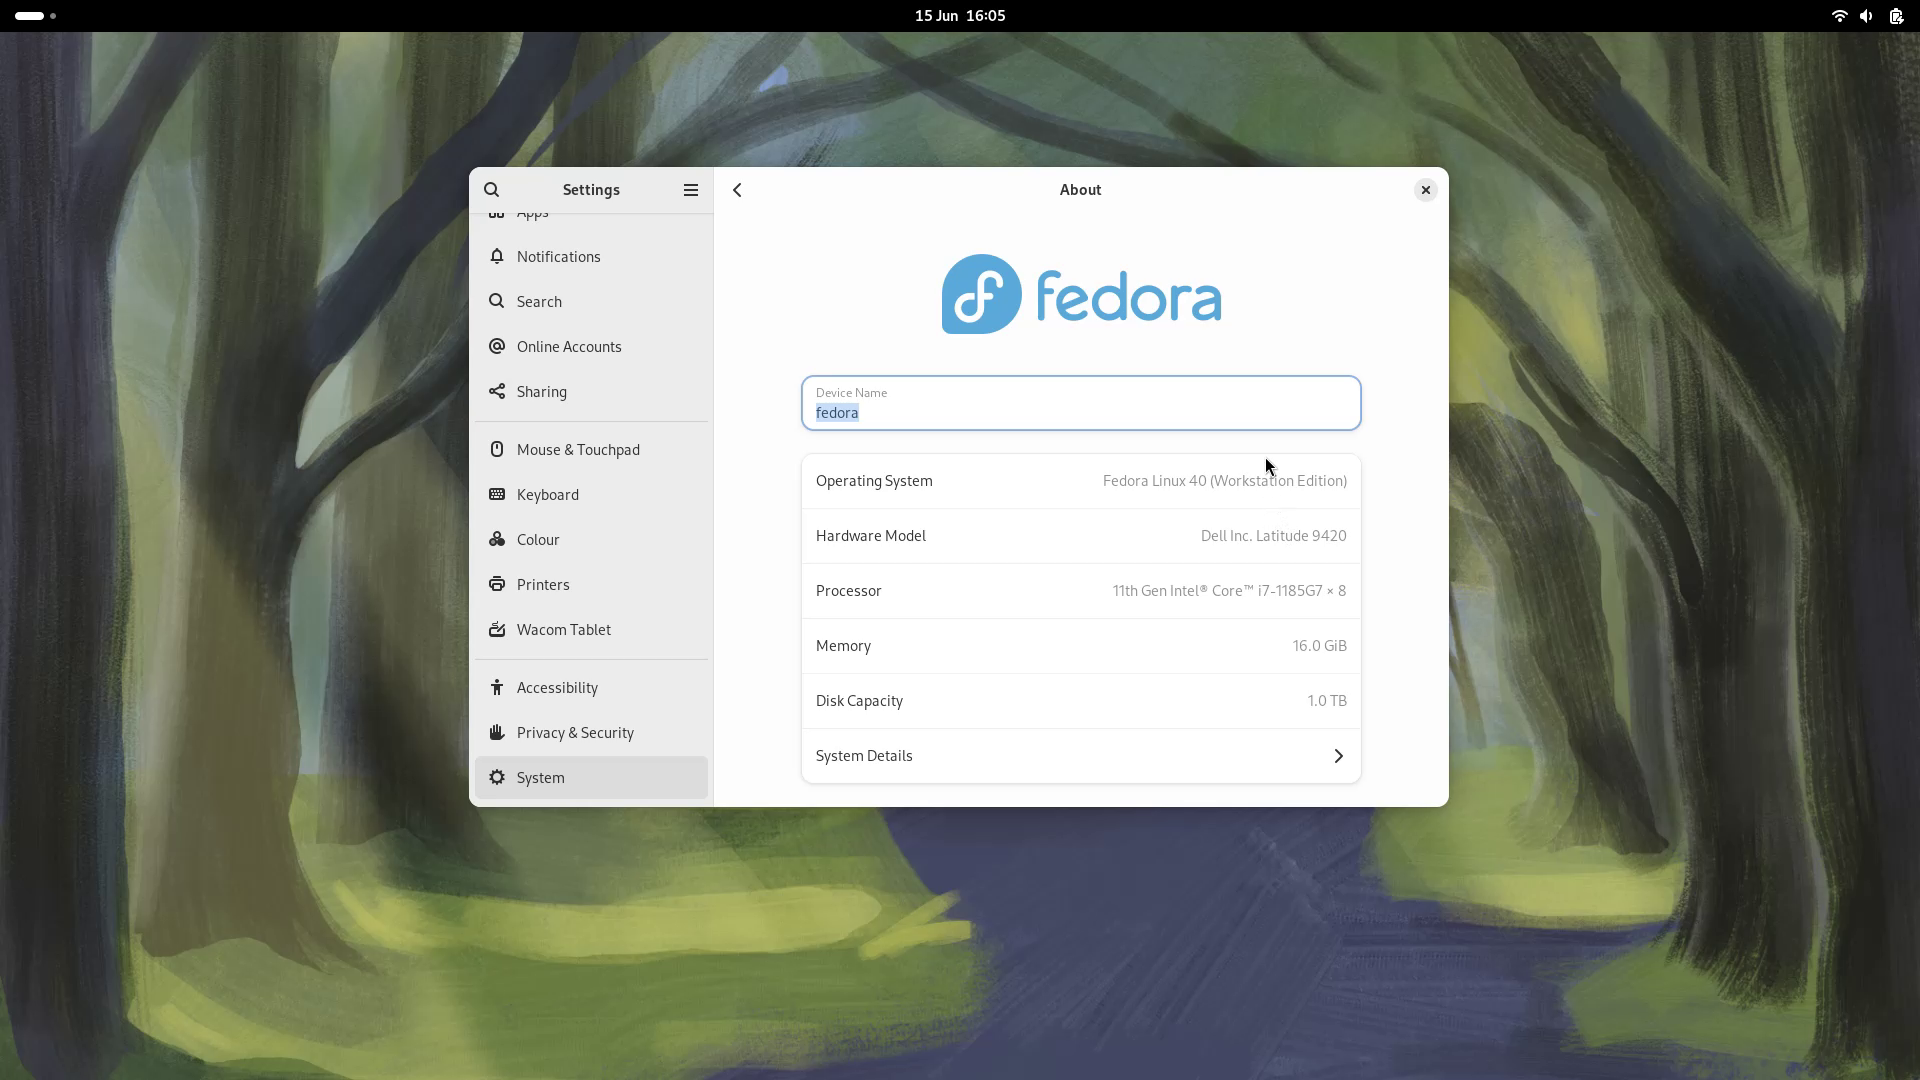 15 Jun 16:05
Settings
About
Apps
Notifications
Search
Online Accounts
Sharing
Mouse & Touchpad
Keyboard
Colour
Printers
Wacom Tablet
Accessibility
Privacy & Security
System
fedora
Device Name
fedora
Operating System Fedora Linux 40 (Workstation Edition)
Hardware Model Dell Inc. Latitude 9420
Processor 11th Gen Intel® Core™ i7-1185G7 × 8
Memory 16.0 GiB
Disk Capacity 1.0 TB
System Details